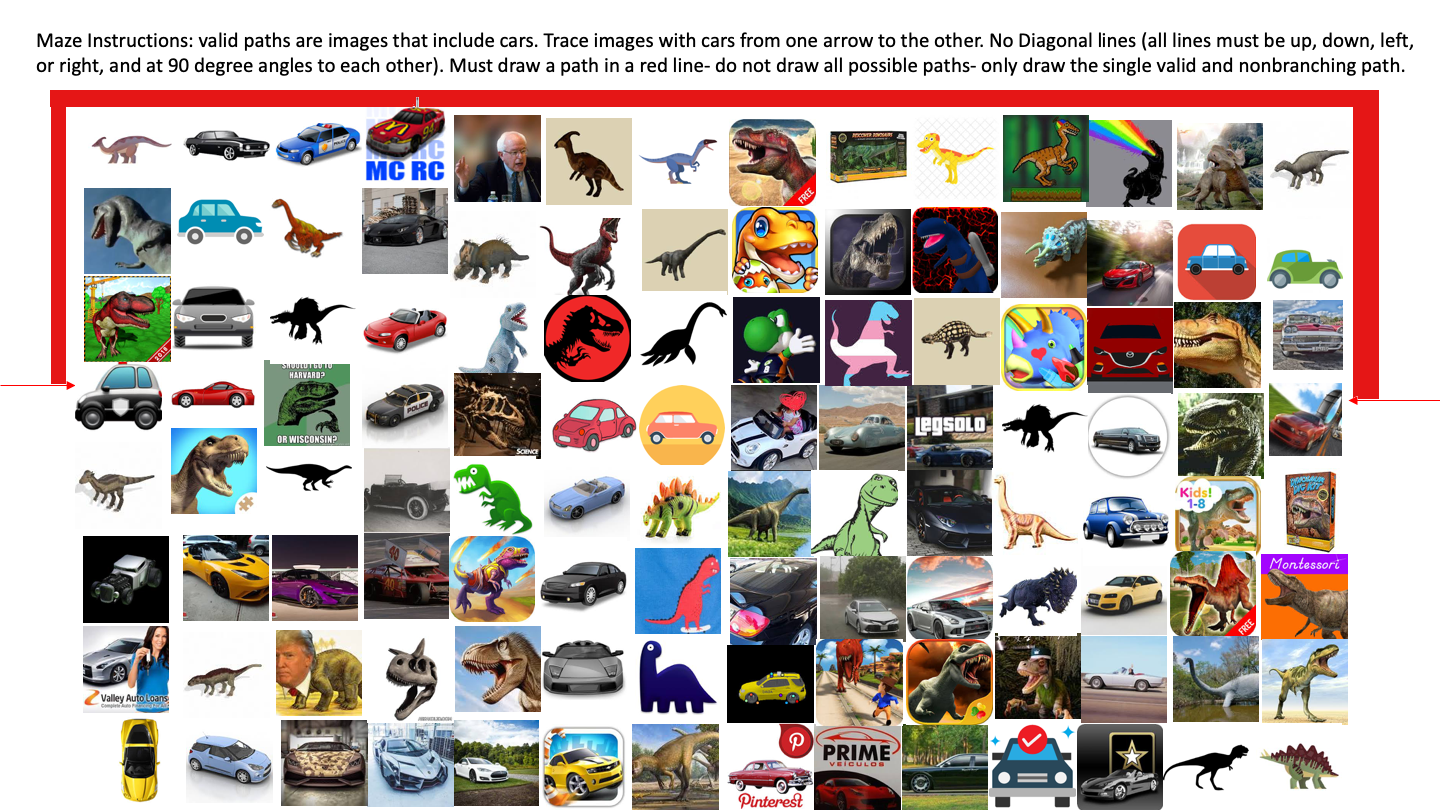 Maze Instructions: valid paths are images that include cars. Trace images with cars from one arrow to the other. No Diagonal lines (all lines must be up, down, left,
or right, and at 90 degree angles to each other). Must draw a path in a red line- do not draw all possible paths- only draw the single valid and nonbranching path.
MC RC
FREE
DISCOVER DINOSAURS
POLICE
2018
SHOULD I GO TO
HARVARD?
OR WISCONSIN?
POLICE
SCIENCE
LEGSOLO
Kids!
1-8
Montessori
FREE
Valley Auto Loans
Pinterest
PRIME
VEICULOS